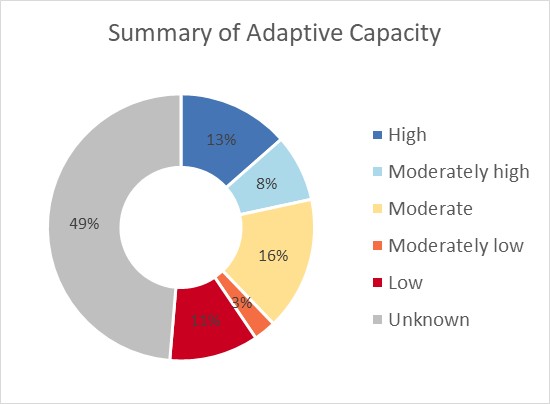 Summary of Adaptive Capacity
13%
8%
16%
3%
11%
49%
High
Moderately high
Moderate
Moderately low
Low
Unknown